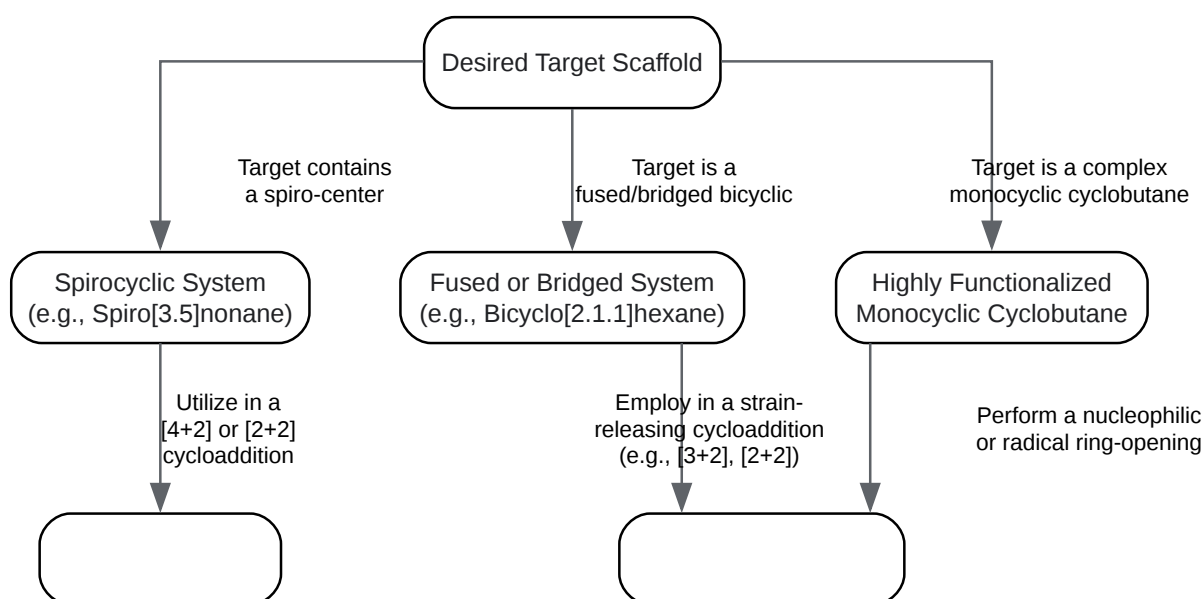 Desired Target Scaffold
Target contains
a spiro-center
Target is a
fused/bridged bicyclic
Target is a complex
monocyclic cyclobutane
Spirocyclic System
(e.g., Spiro[3.5]nonane)
Fused or Bridged System
(e.g., Bicyclo[2.1.1]hexane)
Highly Functionalized
Monocyclic Cyclobutane
Utilize in a
[4+2] or [2+2]
cycloaddition
Employ in a strain-
releasing cycloaddition
(e.g., [3+2], [2+2])
Perform a nucleophilic
or radical ring-opening